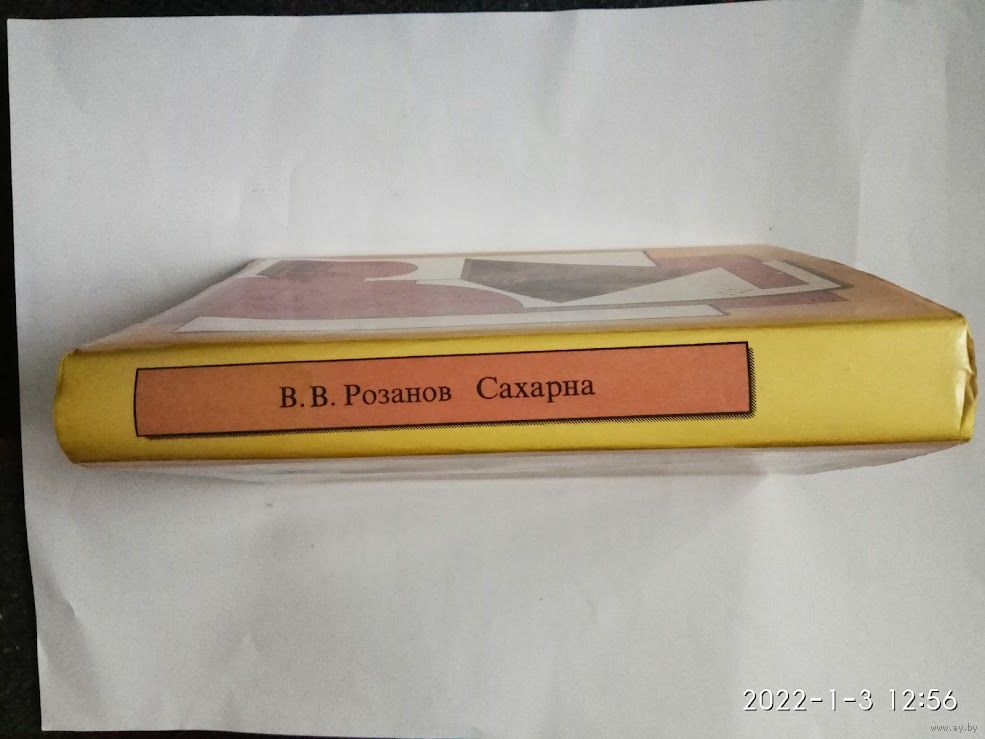 В. В. Розанов Сахарна
2022-1-3 12:56
www.ay.by